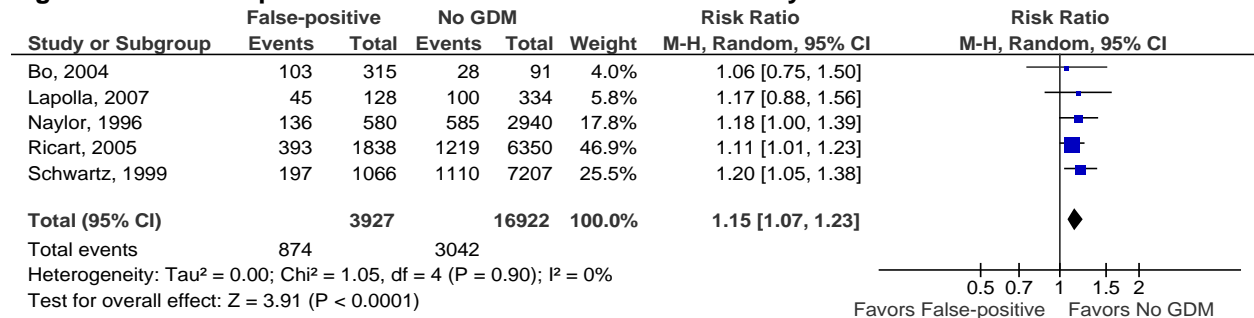 False-positive No GDM Risk Ratio Risk Ratio
Study or Subgroup Events Total Events Total Weight M-H, Random, 95% CI M-H, Random, 95% CI
Bo, 2004 103 315 28 91 4.0% 1.06 [0.75, 1.50]
Lapolla, 2007 45 128 100 334 5.8% 1.17 [0.88, 1.56]
Naylor, 1996 136 580 585 2940 17.8% 1.18 [1.00, 1.39]
Ricart, 2005 393 1838 1219 6350 46.9% 1.11 [1.01, 1.23]
Schwartz, 1999 197 1066 1110 7207 25.5% 1.20 [1.05, 1.38]
Total (95% CI) 3927 16922 100.0% 1.15 [1.07, 1.23]
Total events 874 3042
Heterogeneity: Tau² = 0.00; Chi² = 1.05, df = 4 (P = 0.90); I² = 0%
Test for overall effect: Z = 3.91 (P < 0.0001)
0.5 0.7 1 1.5 2
Favors False-positive Favors No GDM